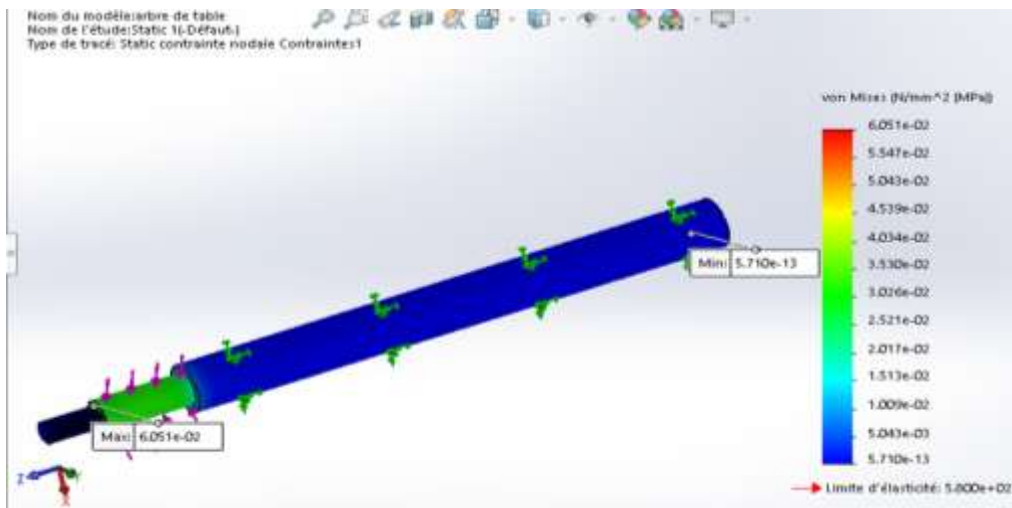 Nom du modèle:arbre de table
Nom de l'étude:Static 1(-Défaut-)
Type de tracé: Static contrainte nodale Contraintes1
von Mises (N/mm^2 (MPa))
6.051e-02
5.547e-02
5.043e-02
4.539e-02
4.034e-02
3.530e-02
3.026e-02
2.521e-02
2.017e-02
1.513e-02
1.009e-02
5.043e-03
5.710e-13
Limite d'élasticité: 5.800e+02
Min: 5.710e-13
Max: 6.051e-02
Z
X